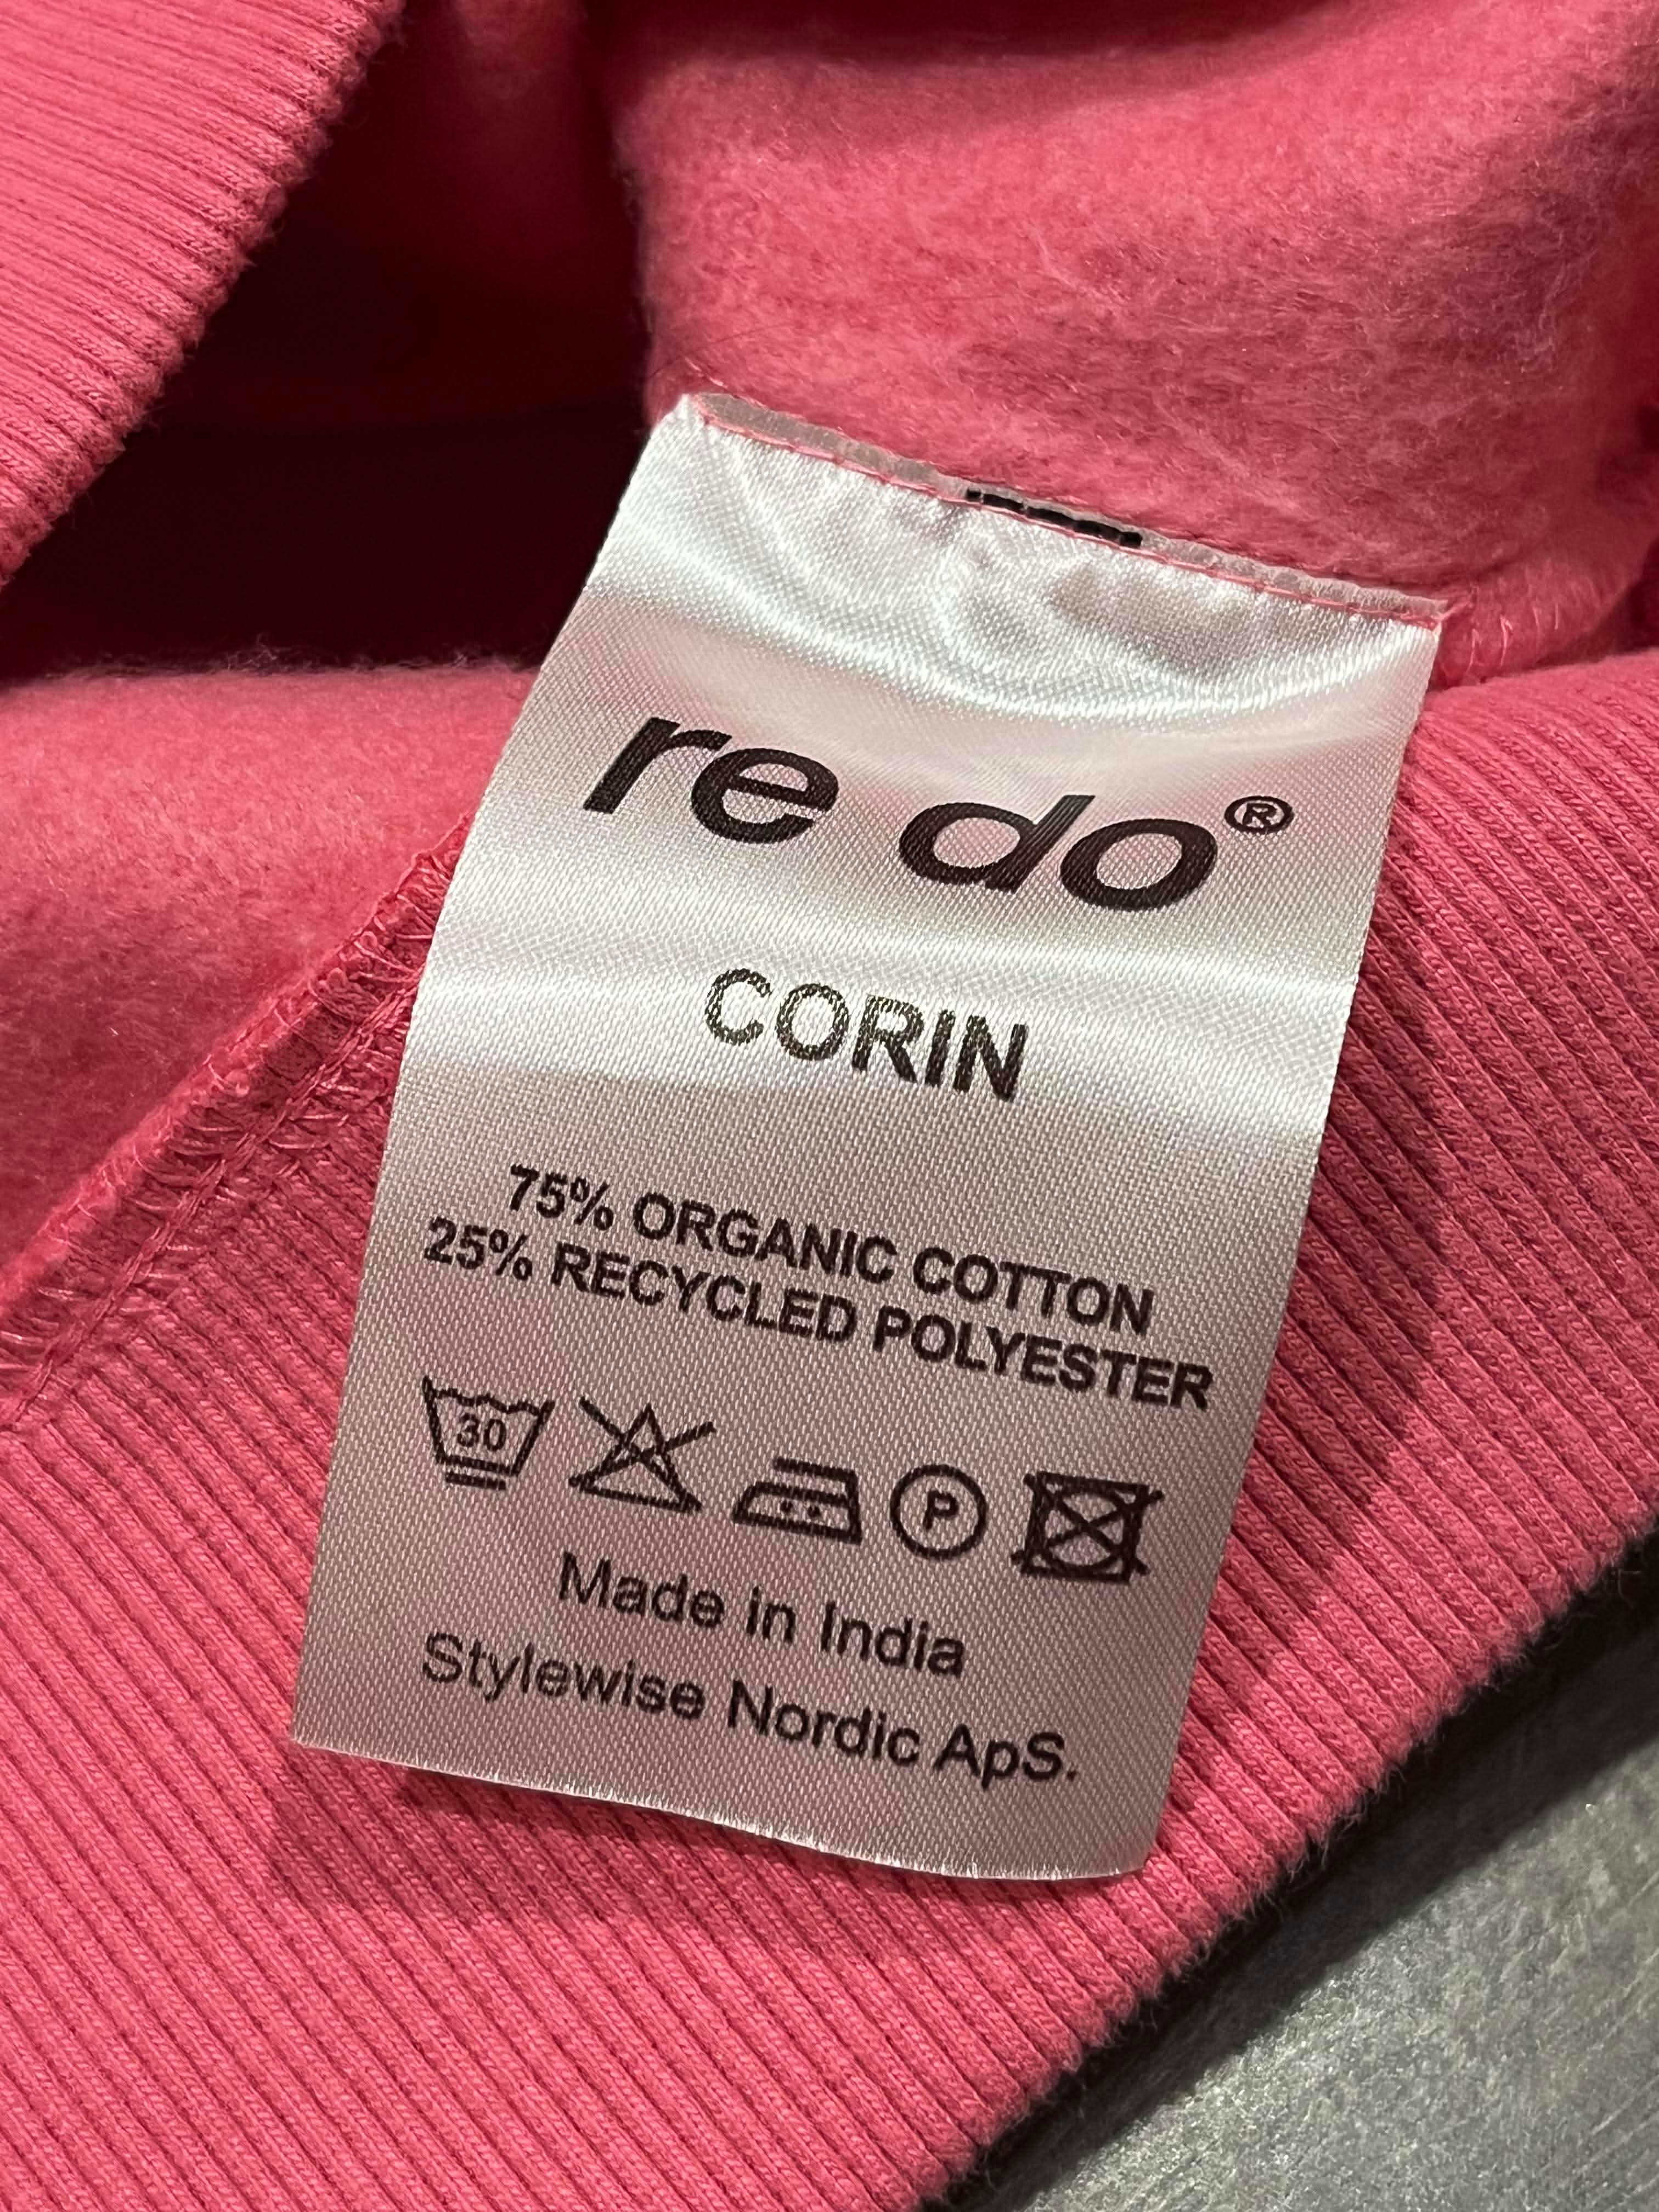 re do®
CORIN
75% ORGANIC COTTON
25% RECYCLED POLYESTER
30 P
Made in India
Stylewise Nordic ApS.